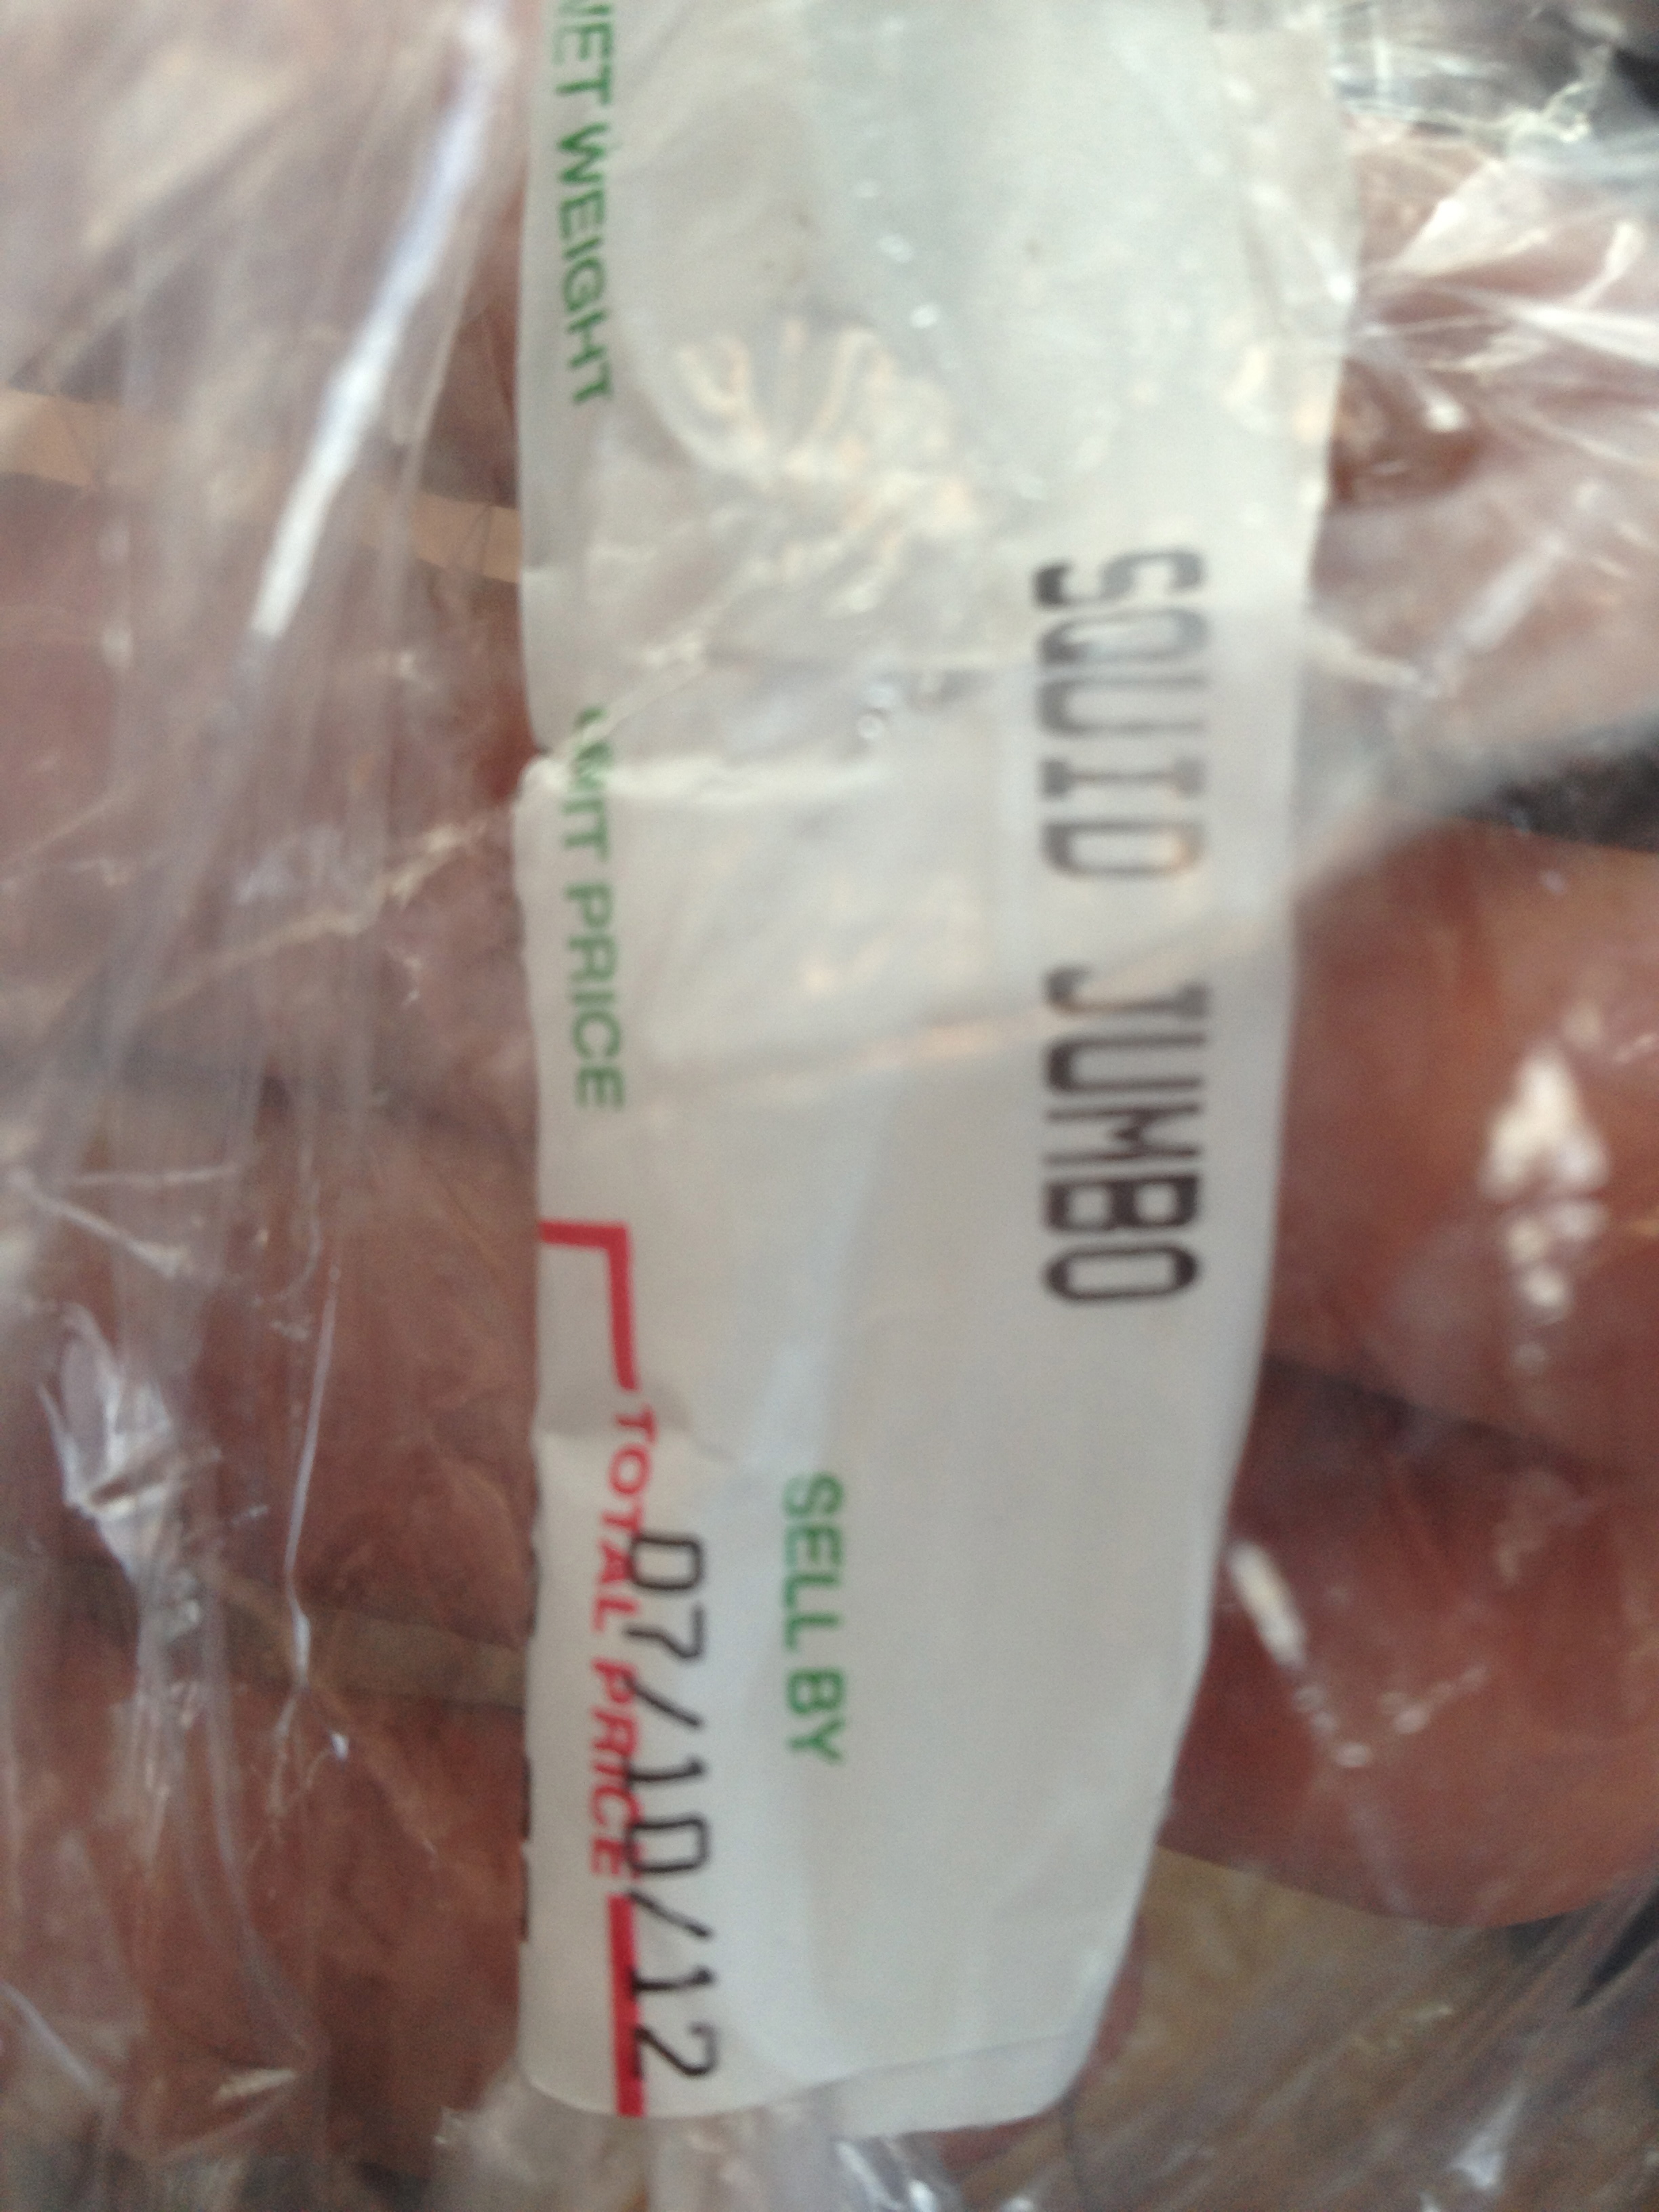 SQUID JUMBO
SELL BY
07/10/12
NET WEIGHT
UNIT PRICE
TOTAL PRICE